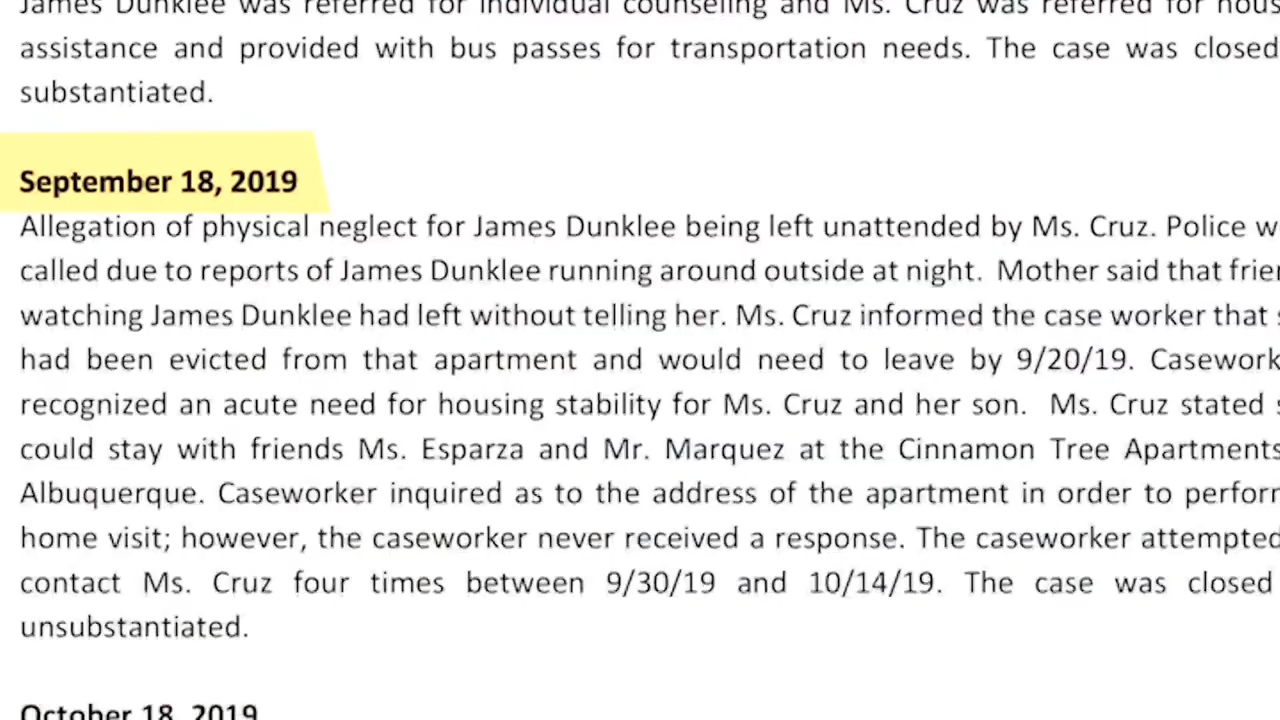 James Dunklee was referred for individual counseling and Ms. Cruz was referred for hous
assistance and provided with bus passes for transportation needs. The case was closed
substantiated.
September 18, 2019
Allegation of physical neglect for James Dunklee being left unattended by Ms. Cruz. Police w
called due to reports of James Dunklee running around outside at night. Mother said that frien
watching James Dunklee had left without telling her. Ms. Cruz informed the case worker that s
had been evicted from that apartment and would need to leave by 9/20/19. Casework
recognized an acute need for housing stability for Ms. Cruz and her son. Ms. Cruz stated s
could stay with friends Ms. Esparza and Mr. Marquez at the Cinnamon Tree Apartments
Albuquerque. Caseworker inquired as to the address of the apartment in order to perform
home visit; however, the caseworker never received a response. The caseworker attempted
contact Ms. Cruz four times between 9/30/19 and 10/14/19. The case was closed
unsubstantiated.
October 18, 2019